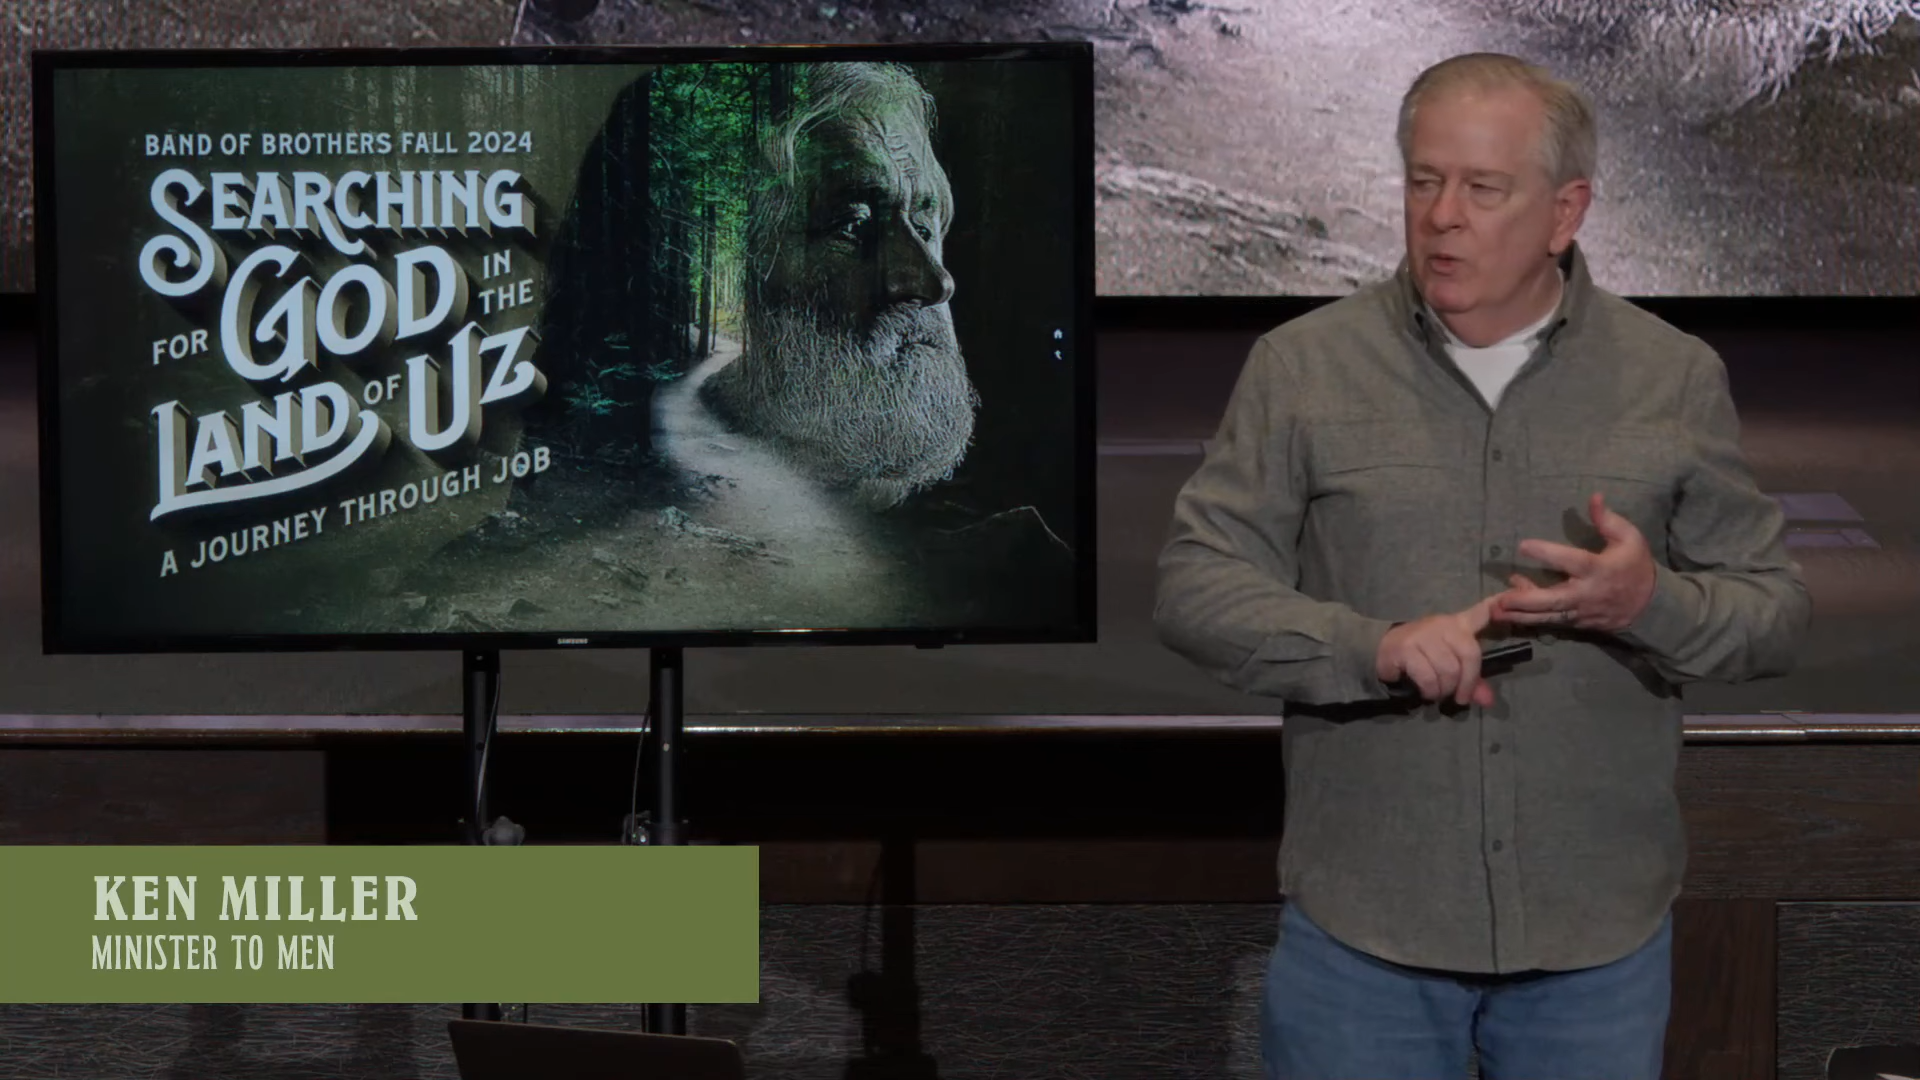 BAND OF BROTHERS FALL 2024
SEARCHING
FOR GOD IN THE
LAND OF UZ
A JOURNEY THROUGH JOB
SAMSUNG
KEN MILLER
MINISTER TO MEN